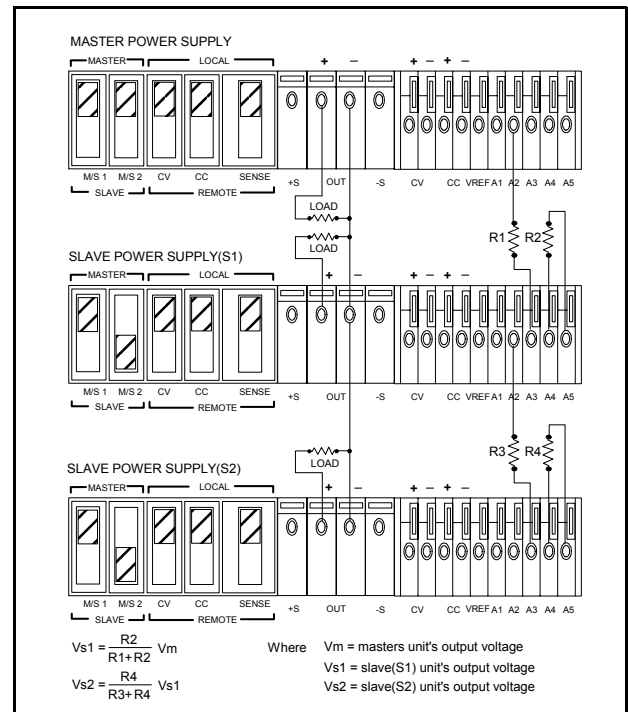 MASTER POWER SUPPLY
MASTER LOCAL + − + − + −
M/S 1 M/S 2 CV CC SENSE +S OUT -S CV CC VREF A1 A2 A3 A4 A5
SLAVE REMOTE
LOAD
R1 R2
LOAD
SLAVE POWER SUPPLY(S1)
MASTER LOCAL + − + − + −
M/S 1 M/S 2 CV CC SENSE +S OUT -S CV CC VREF A1 A2 A3 A4 A5
SLAVE REMOTE
R3 R4
LOAD
SLAVE POWER SUPPLY(S2)
MASTER LOCAL + − + − + −
M/S 1 M/S 2 CV CC SENSE +S OUT -S CV CC VREF A1 A2 A3 A4 A5
SLAVE REMOTE
Vs1 = R2 / R1+R2 Vm
Vs2 = R4 / R3+R4 Vs1
Where Vm = masters unit's output voltage
Vs1 = slave(S1) unit's output voltage
Vs2 = slave(S2) unit's output voltage